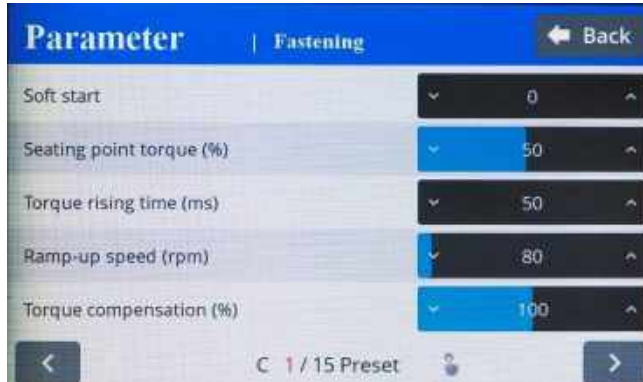 Parameter | Fastening Back
Soft start 0
Seating point torque (%) 50
Torque rising time (ms) 50
Ramp-up speed (rpm) 80
Torque compensation (%) 100
C 1 / 15 Preset